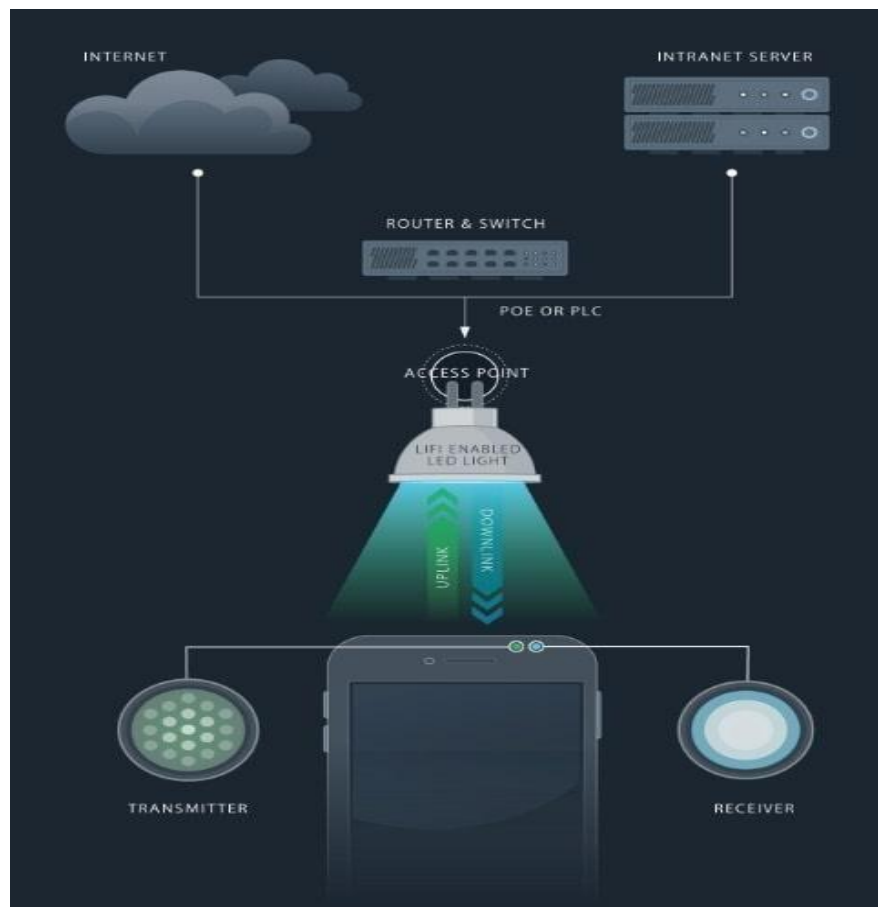 INTERNET
INTRANET SERVER
ROUTER & SWITCH
POE OR PLC
ACCESS POINT
LIFI ENABLED
LED LIGHT
UPLINK
DOWNLINK
TRANSMITTER
RECEIVER